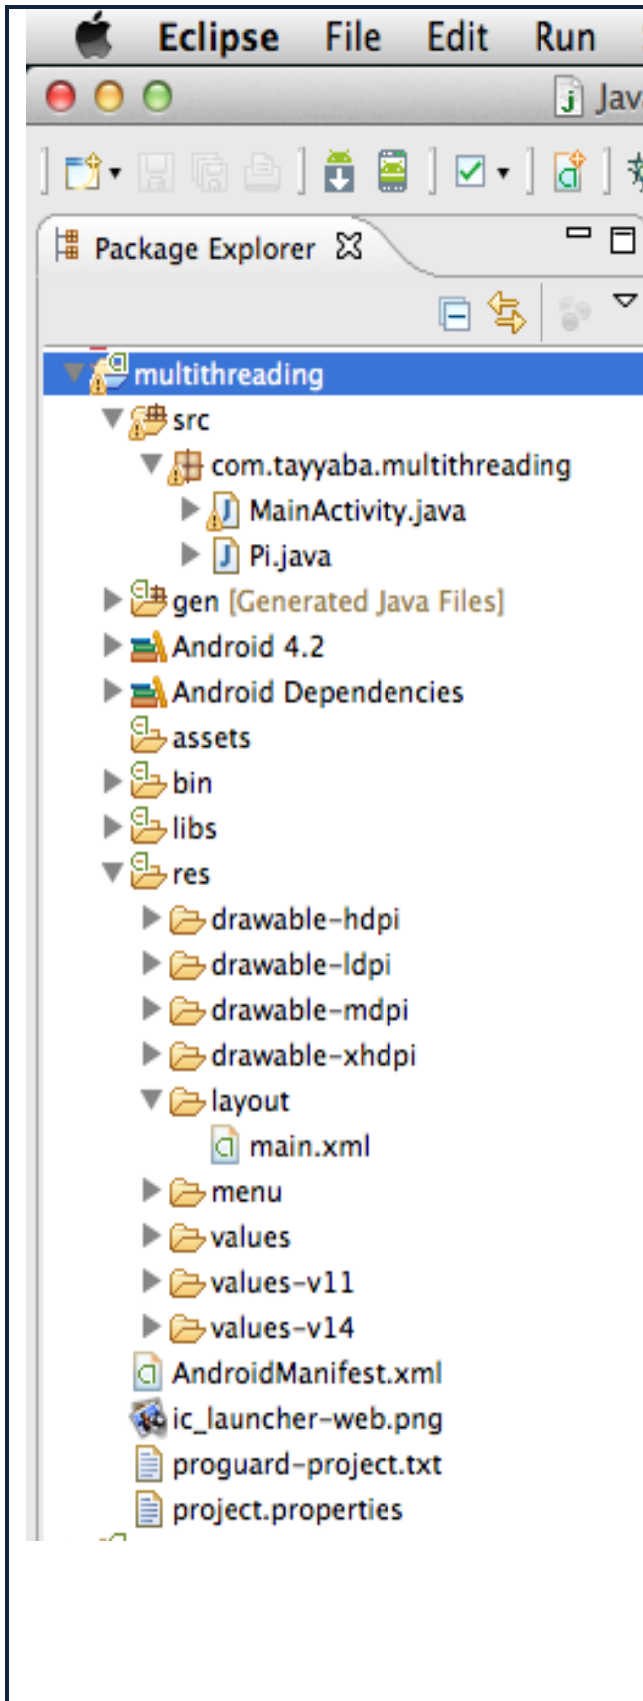 Eclipse File Edit Run
Java
Package Explorer
multithreading
src
com.tayyaba.multithreading
MainActivity.java
Pi.java
gen [Generated Java Files]
Android 4.2
Android Dependencies
assets
bin
libs
res
drawable-hdpi
drawable-ldpi
drawable-mdpi
drawable-xhdpi
layout
main.xml
menu
values
values-v11
values-v14
AndroidManifest.xml
ic_launcher-web.png
proguard-project.txt
project.properties